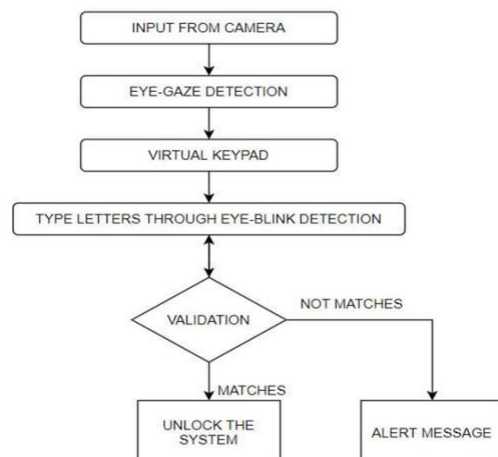 INPUT FROM CAMERA
EYE-GAZE DETECTION
VIRTUAL KEYPAD
TYPE LETTERS THROUGH EYE-BLINK DETECTION
NOT MATCHES
VALIDATION
MATCHES
UNLOCK THE
SYSTEM
ALERT MESSAGE